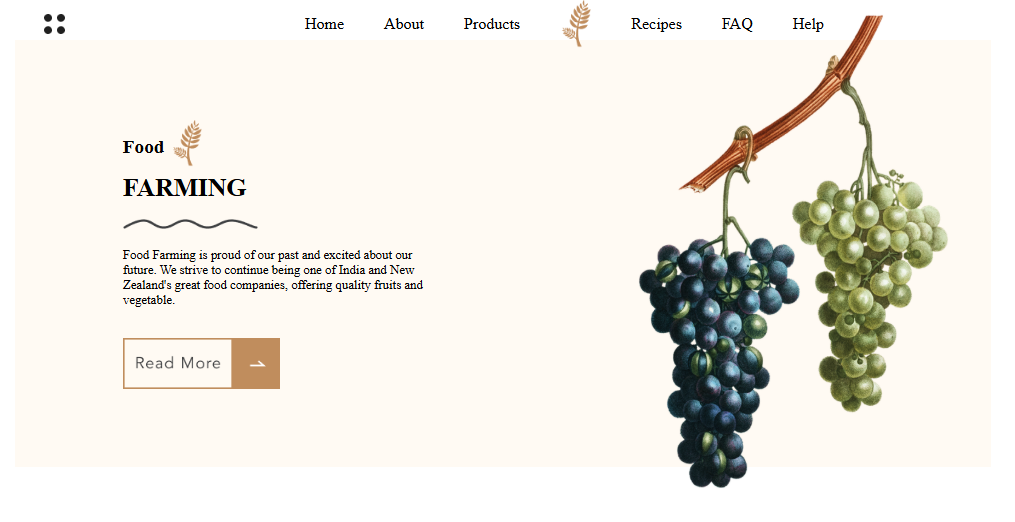 Home About Products Recipes FAQ Help
Food
FARMING
Food Farming is proud of our past and excited about our
future. We strive to continue being one of India and New
Zealand's great food companies, offering quality fruits and
vegetable.
Read More